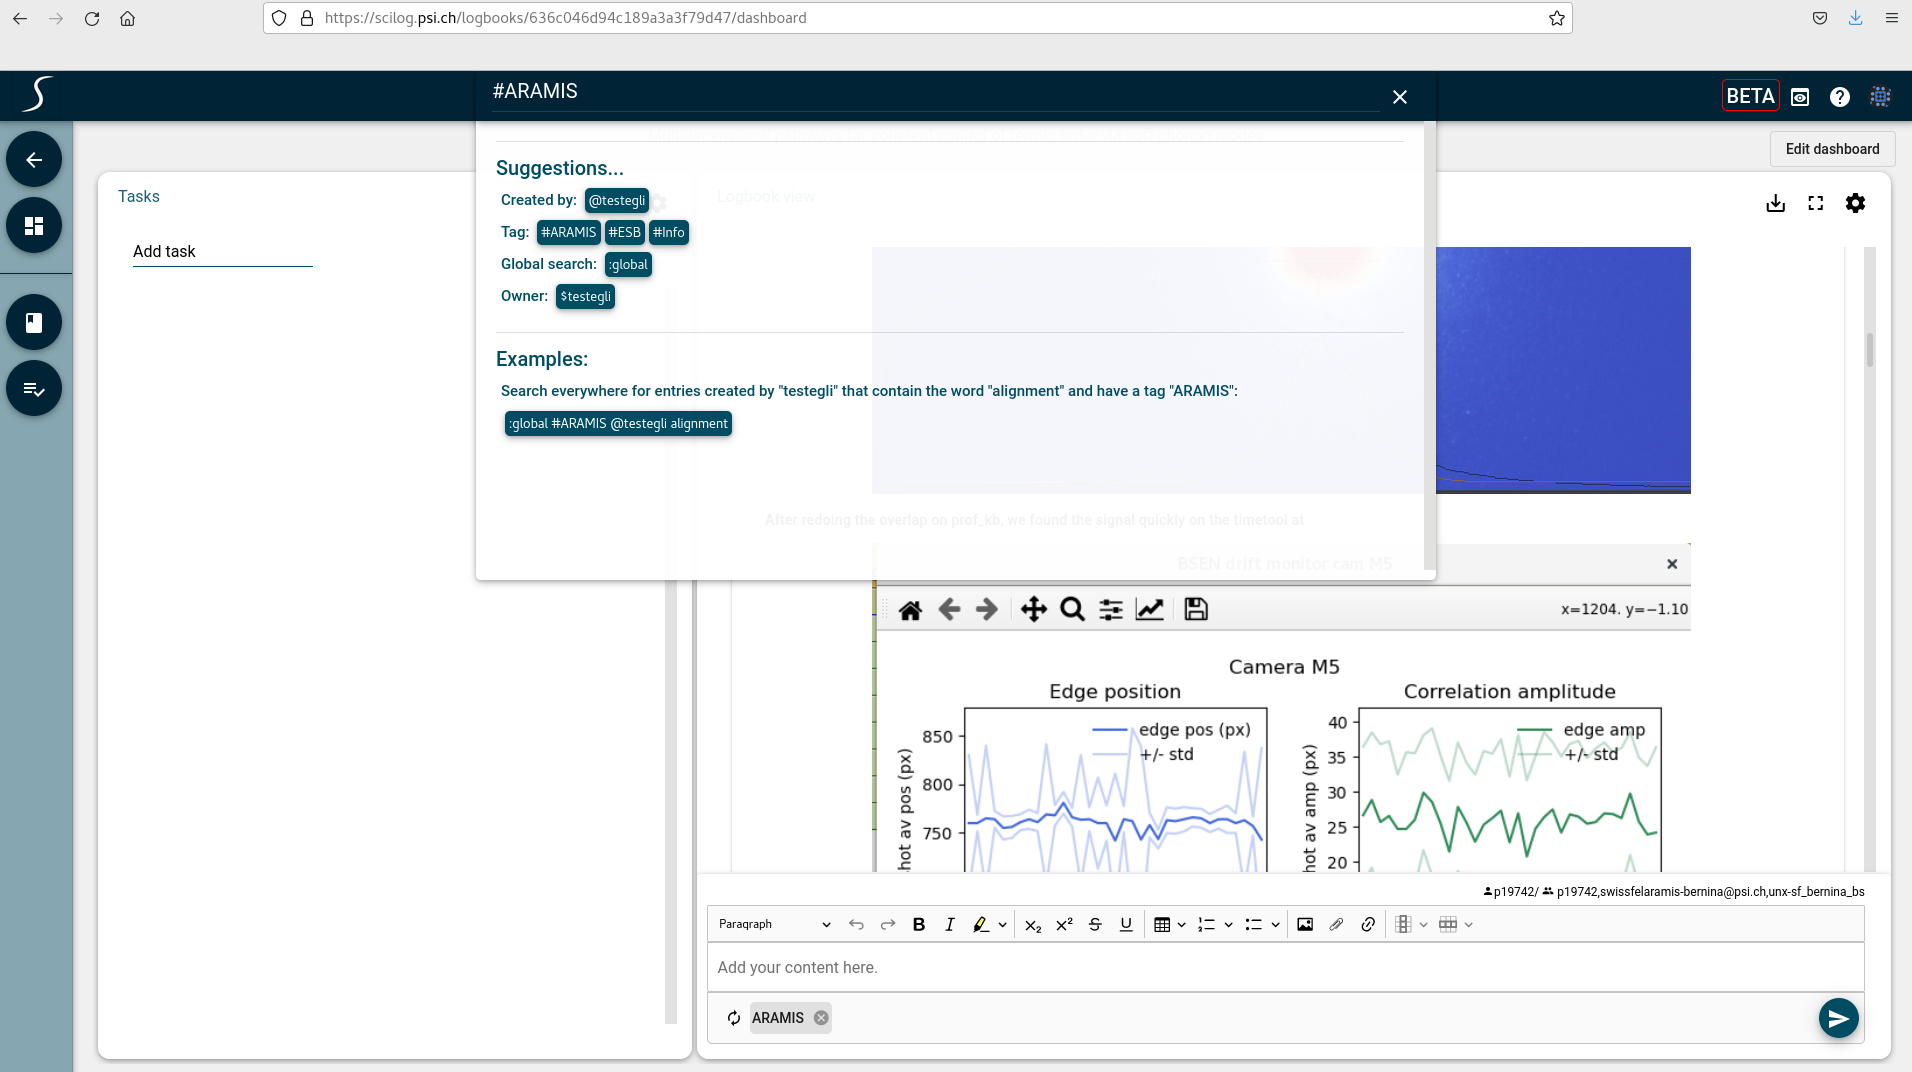 https://scilog.psi.ch/logbooks/636c046d94c189a3a3f79d47/dashboard
#ARAMIS
BETA
Edit dashboard
Tasks
Add task
Suggestions...
Created by: @testegli
Tag: #ARAMIS #ESB #Info
Global search: :global
Owner: $testegli
Examples:
Search everywhere for entries created by "testegli" that contain the word "alignment" and have a tag "ARAMIS":
:global #ARAMIS @testegli alignment
Logbook view
After redoing the overlap on prof_kb, we found the signal quickly on the timetool at
BSEN drift monitor cam M5
x=1204. y=−1.10
Camera M5
Edge position
Correlation amplitude
edge pos (px)
+/- std
850
800
750
hot av pos (px)
edge amp
+/- std
40
35
30
25
20
hot av amp (px)
p19742/ p19742,swissfelaramis-bernina@psi.ch,unx-sf_bernina_bs
Paragraph
Add your content here.
ARAMIS